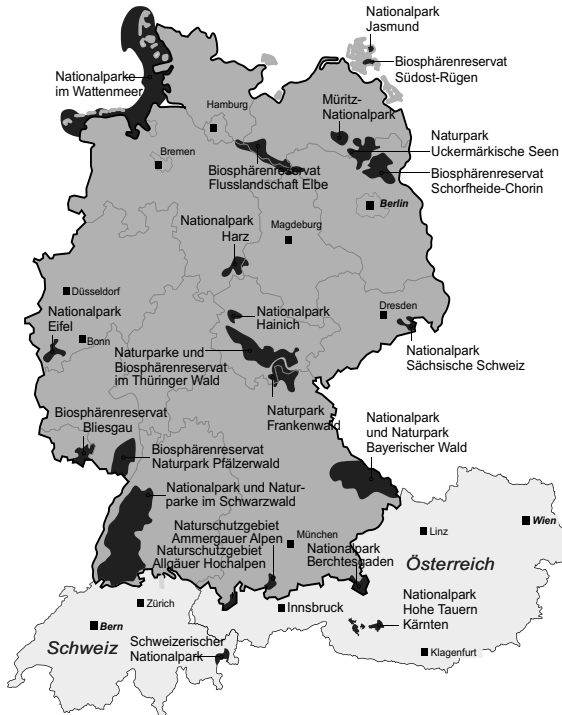 Nationalpark
Jasmund
Biosphärenreservat
Südost-Rügen
Nationalparke
im Wattenmeer
Hamburg
Müritz-
Nationalpark
Naturpark
Uckermärkische Seen
Bremen
Biosphärenreservat
Flusslandschaft Elbe
Biosphärenreservat
Schorfheide-Chorin
Berlin
Nationalpark
Harz
Magdeburg
Düsseldorf
Nationalpark
Eifel
Bonn
Nationalpark
Hainich
Dresden
Nationalpark
Sächsische Schweiz
Naturparke und
Biosphärenreservat
im Thüringer Wald
Naturpark
Frankenwald
Biosphärenreservat
Bliesgau
Nationalpark
und Naturpark
Bayerischer Wald
Biosphärenreservat
Naturpark Pfälzerwald
Nationalpark und Natur-
parke im Schwarzwald
Naturschutzgebiet
Ammergauer Alpen
Naturschutzgebiet
Allgäuer Hochalpen
München
Nationalpark
Berchtesgaden
Linz
Wien
Österreich
Zürich
Innsbruck
Nationalpark
Hohe Tauern
Kärnten
Bern
Schweiz
Schweizerischer
Nationalpark
Klagenfurt